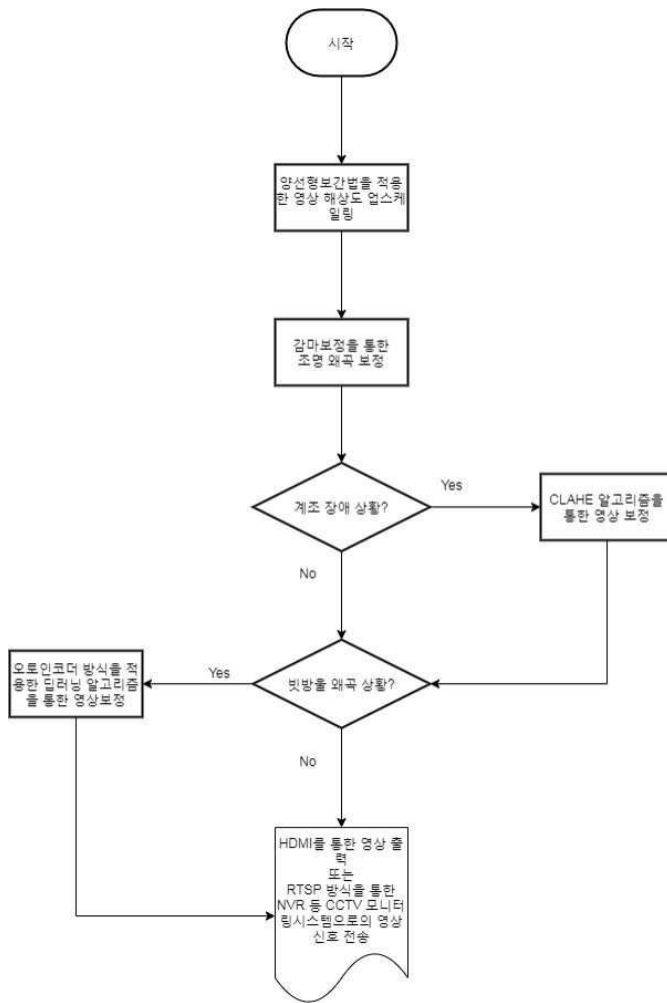 시작
양선형보간법을 적용
한 영상 해상도 업스케
일링
감마보정을 통한
조명 왜곡 보정
계조 장애 상황?
Yes
CLAHE 알고리즘을
통한 영상 보정
No
오토인코더 방식을 적
용한 딥러닝 알고리즘
을 통한 영상보정
Yes
빗방울 왜곡 상황?
No
HDMI를 통한 영상 출
력
또는
RTSP 방식을 통한
NVR 등 CCTV 모니터
링시스템으로의 영상
신호 전송